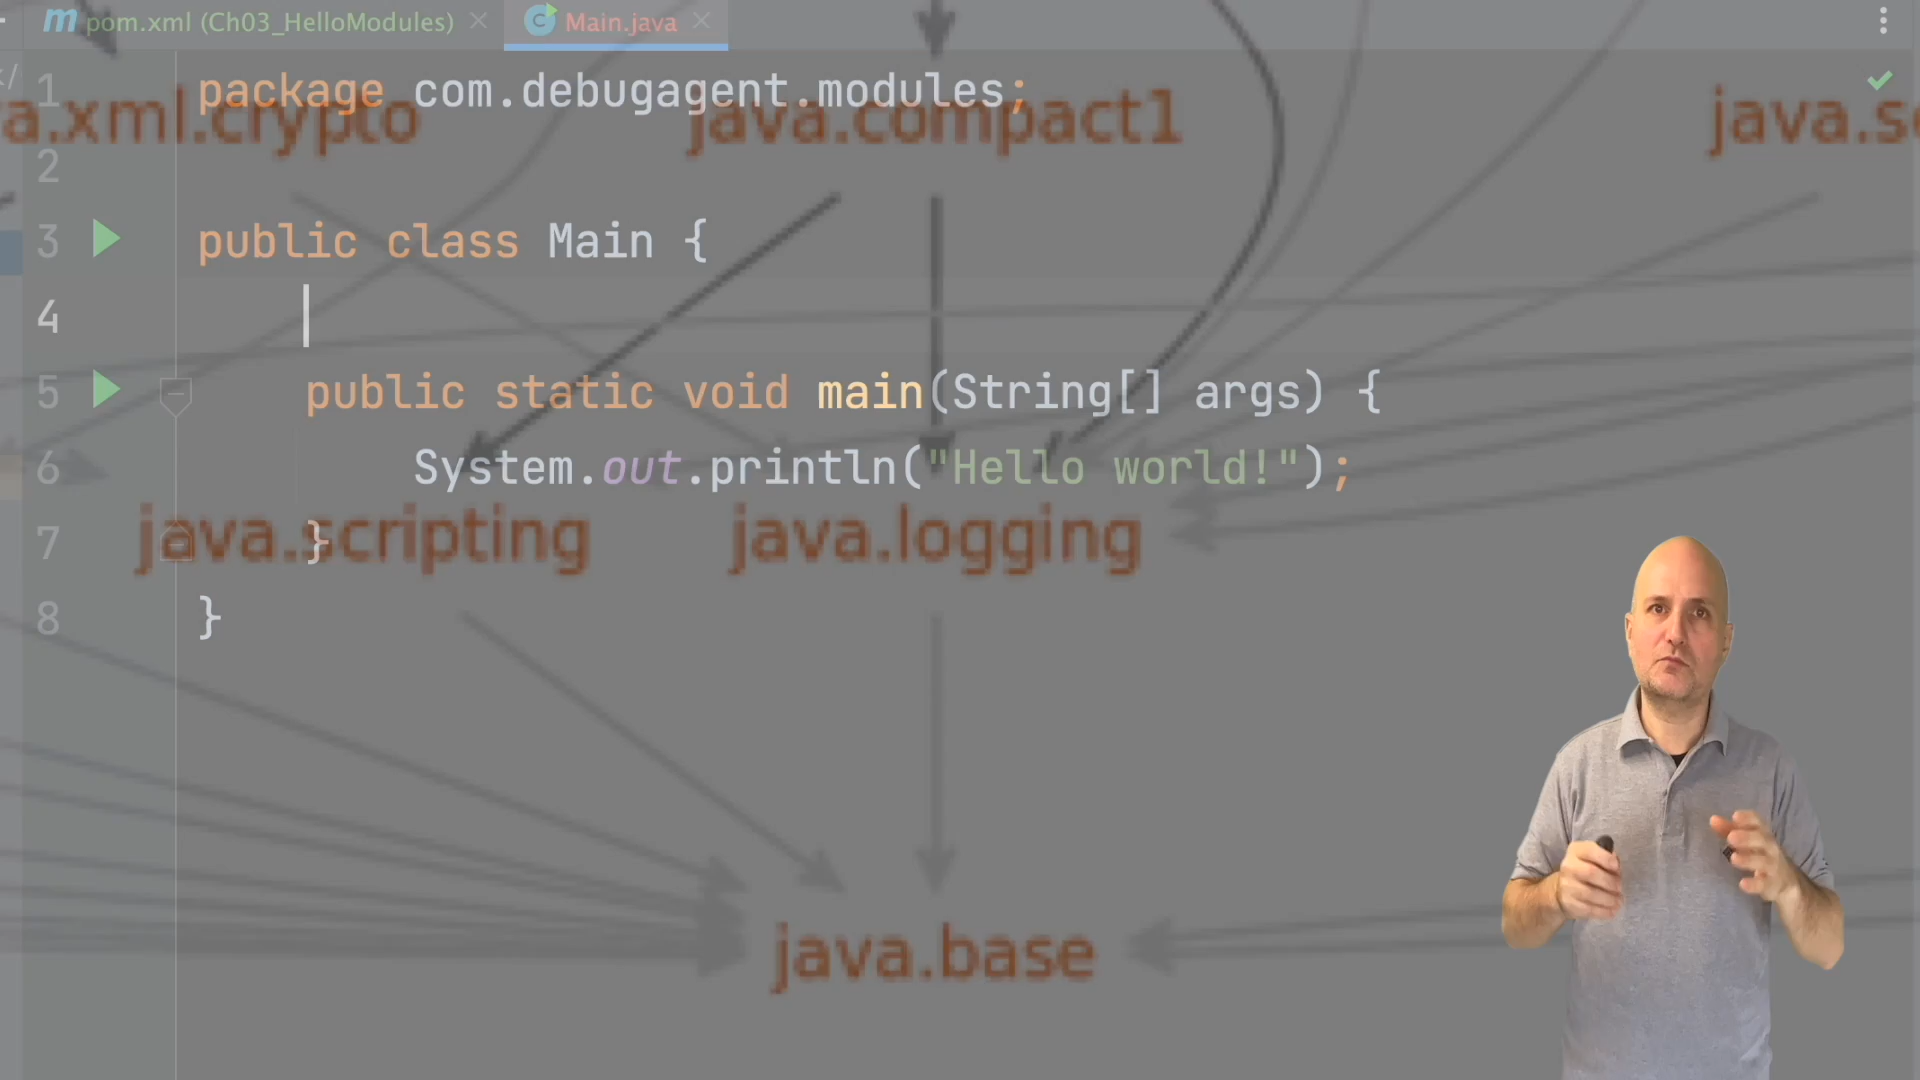 m pom.xml (Ch03_HelloModules) Main.java
1 package com.debugagent.modules;
java.compact1
2
3 public class Main {
4
5 public static void main(String[] args) {
6 System.out.println("Hello world!");
java.scripting java.logging
7 }
8 }
java.base
a.xml.crypto
java.s